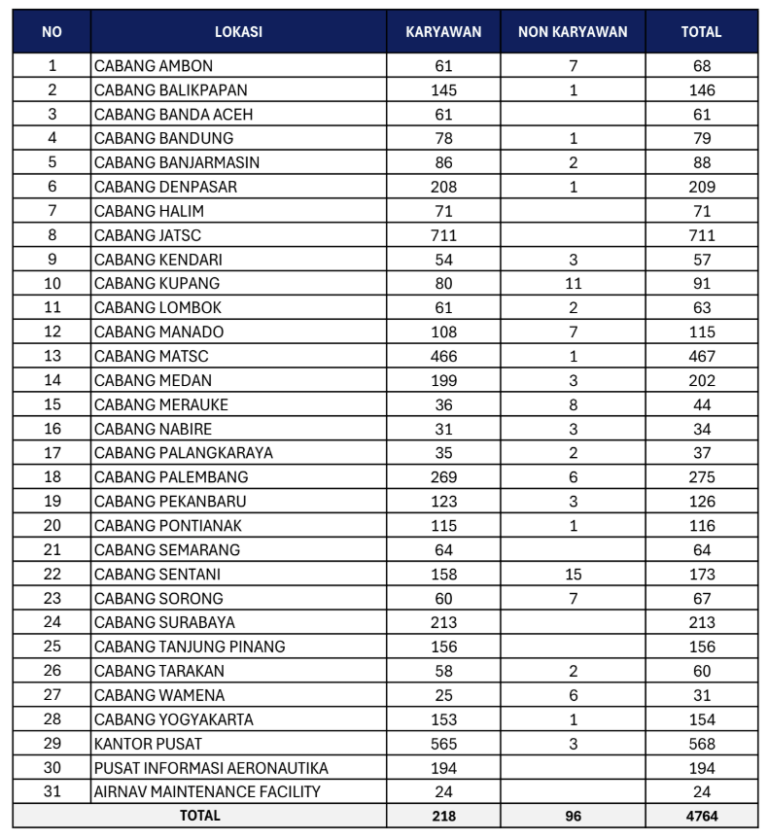 NO LOKASI KARYAWAN NON KARYAWAN TOTAL
1 CABANG AMBON 61 7 68
2 CABANG BALIKPAPAN 145 1 146
3 CABANG BANDA ACEH 61 61
4 CABANG BANDUNG 78 1 79
5 CABANG BANJARMASIN 86 2 88
6 CABANG DENPASAR 208 1 209
7 CABANG HALIM 71 71
8 CABANG JATSC 711 711
9 CABANG KENDARI 54 3 57
10 CABANG KUPANG 80 11 91
11 CABANG LOMBOK 61 2 63
12 CABANG MANADO 108 7 115
13 CABANG MATSC 466 1 467
14 CABANG MEDAN 199 3 202
15 CABANG MERAUKE 36 8 44
16 CABANG NABIRE 31 3 34
17 CABANG PALANGKARAYA 35 2 37
18 CABANG PALEMBANG 269 6 275
19 CABANG PEKANBARU 123 3 126
20 CABANG PONTIANAK 115 1 116
21 CABANG SEMARANG 64 64
22 CABANG SENTANI 158 15 173
23 CABANG SORONG 60 7 67
24 CABANG SURABAYA 213 213
25 CABANG TANJUNG PINANG 156 156
26 CABANG TARAKAN 58 2 60
27 CABANG WAMENA 25 6 31
28 CABANG YOGYAKARTA 153 1 154
29 KANTOR PUSAT 565 3 568
30 PUSAT INFORMASI AERONAUTIKA 194 194
31 AIRNAV MAINTENANCE FACILITY 24 24
TOTAL 218 96 4764